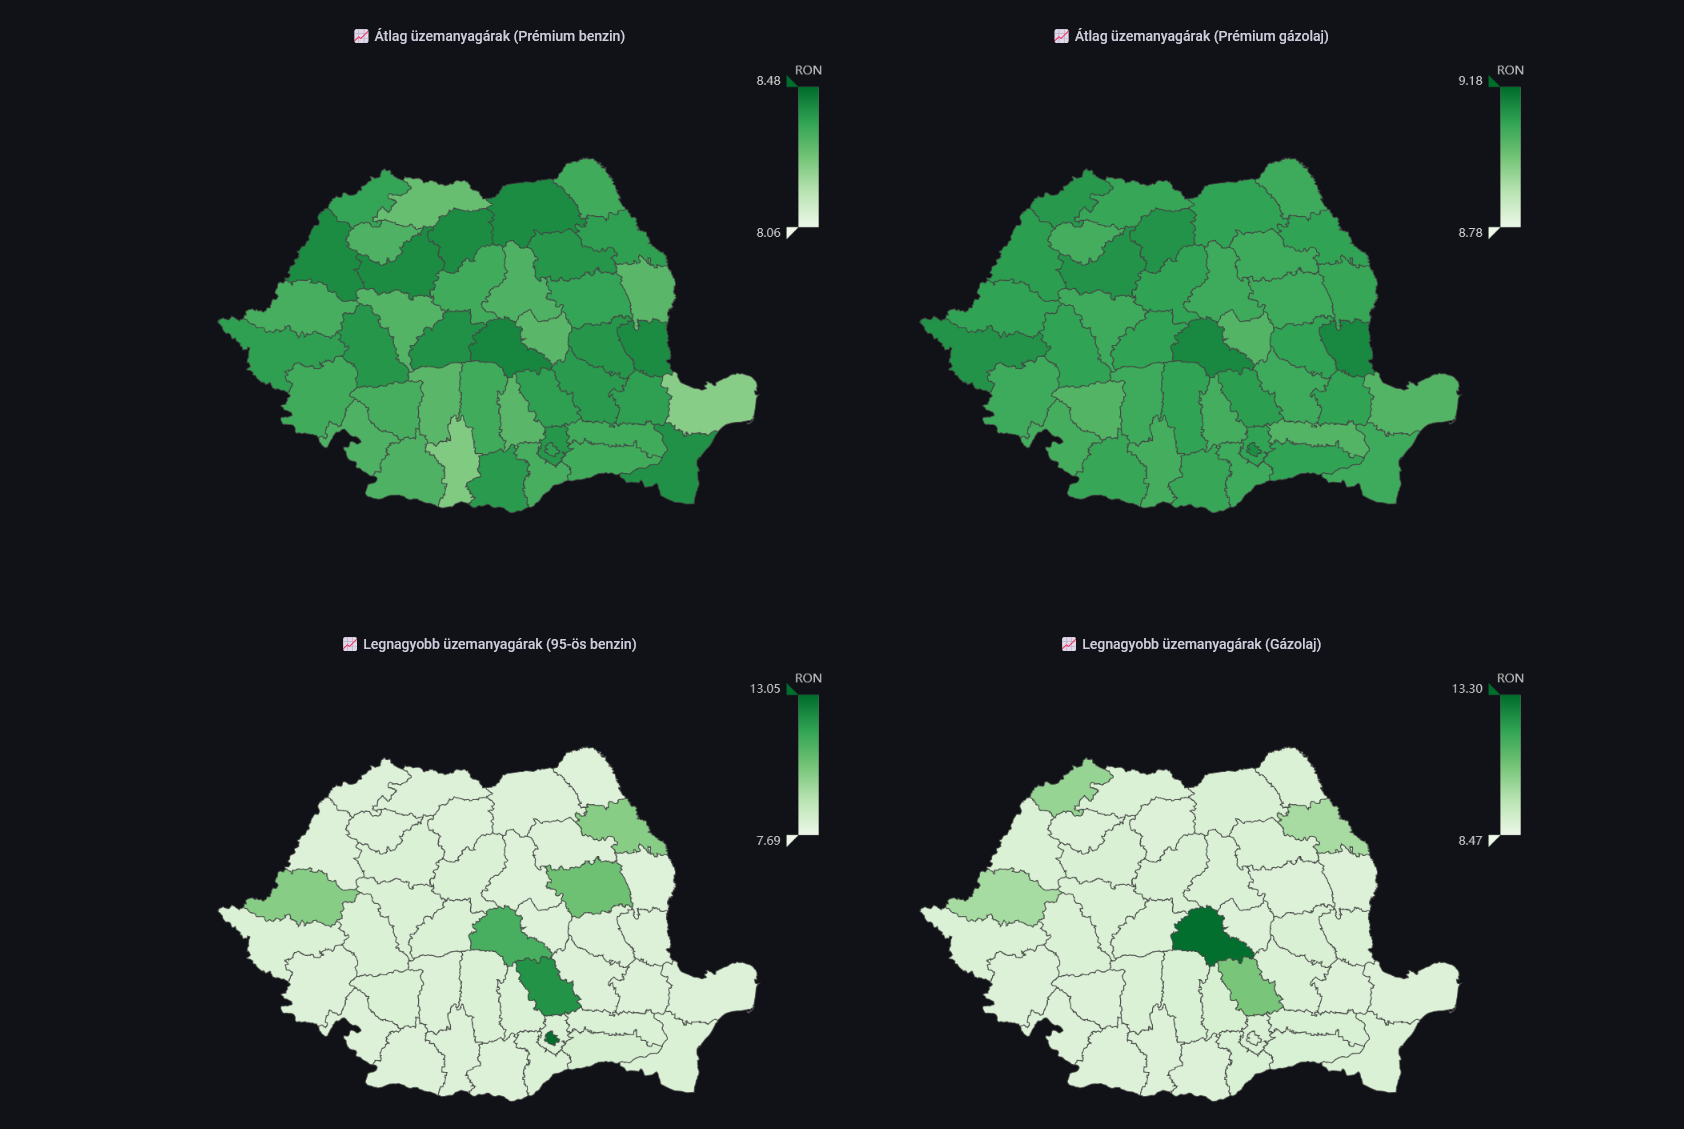 Átlag üzemanyagárak (Prémium benzin)
RON
8.48
8.06
Átlag üzemanyagárak (Prémium gázolaj)
RON
9.18
8.78
Legnagyobb üzemanyagárak (95-ös benzin)
RON
13.05
7.69
Legnagyobb üzemanyagárak (Gázolaj)
RON
13.30
8.47